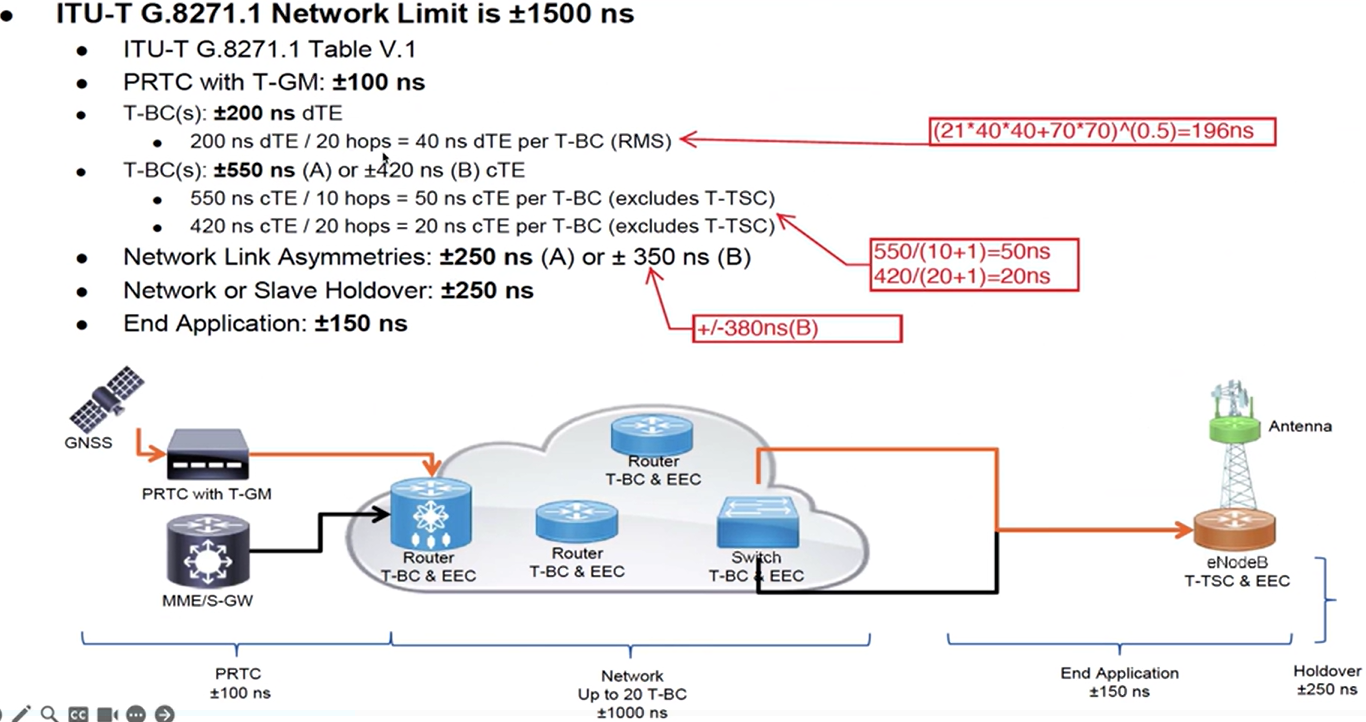 ITU-T G.8271.1 Network Limit is ±1500 ns
ITU-T G.8271.1 Table V.1
PRTC with T-GM: ±100 ns
T-BC(s): ±200 ns dTE
200 ns dTE / 20 hops = 40 ns dTE per T-BC (RMS)
(21*40*40+70*70)^(0.5)=196ns
T-BC(s): ±550 ns (A) or ±420 ns (B) cTE
550 ns cTE / 10 hops = 50 ns cTE per T-BC (excludes T-TSC)
420 ns cTE / 20 hops = 20 ns cTE per T-BC (excludes T-TSC)
550/(10+1)=50ns
420/(20+1)=20ns
Network Link Asymmetries: ±250 ns (A) or ± 350 ns (B)
Network or Slave Holdover: ±250 ns
End Application: ±150 ns
+/-380ns(B)
GNSS
PRTC with T-GM
MME/S-GW
Router
T-BC & EEC
Router
T-BC & EEC
Router
T-BC & EEC
Switch
T-BC & EEC
Antenna
eNodeB
T-TSC & EEC
PRTC
±100 ns
Network
Up to 20 T-BC
±1000 ns
End Application
±150 ns
Holdover
±250 ns
CC